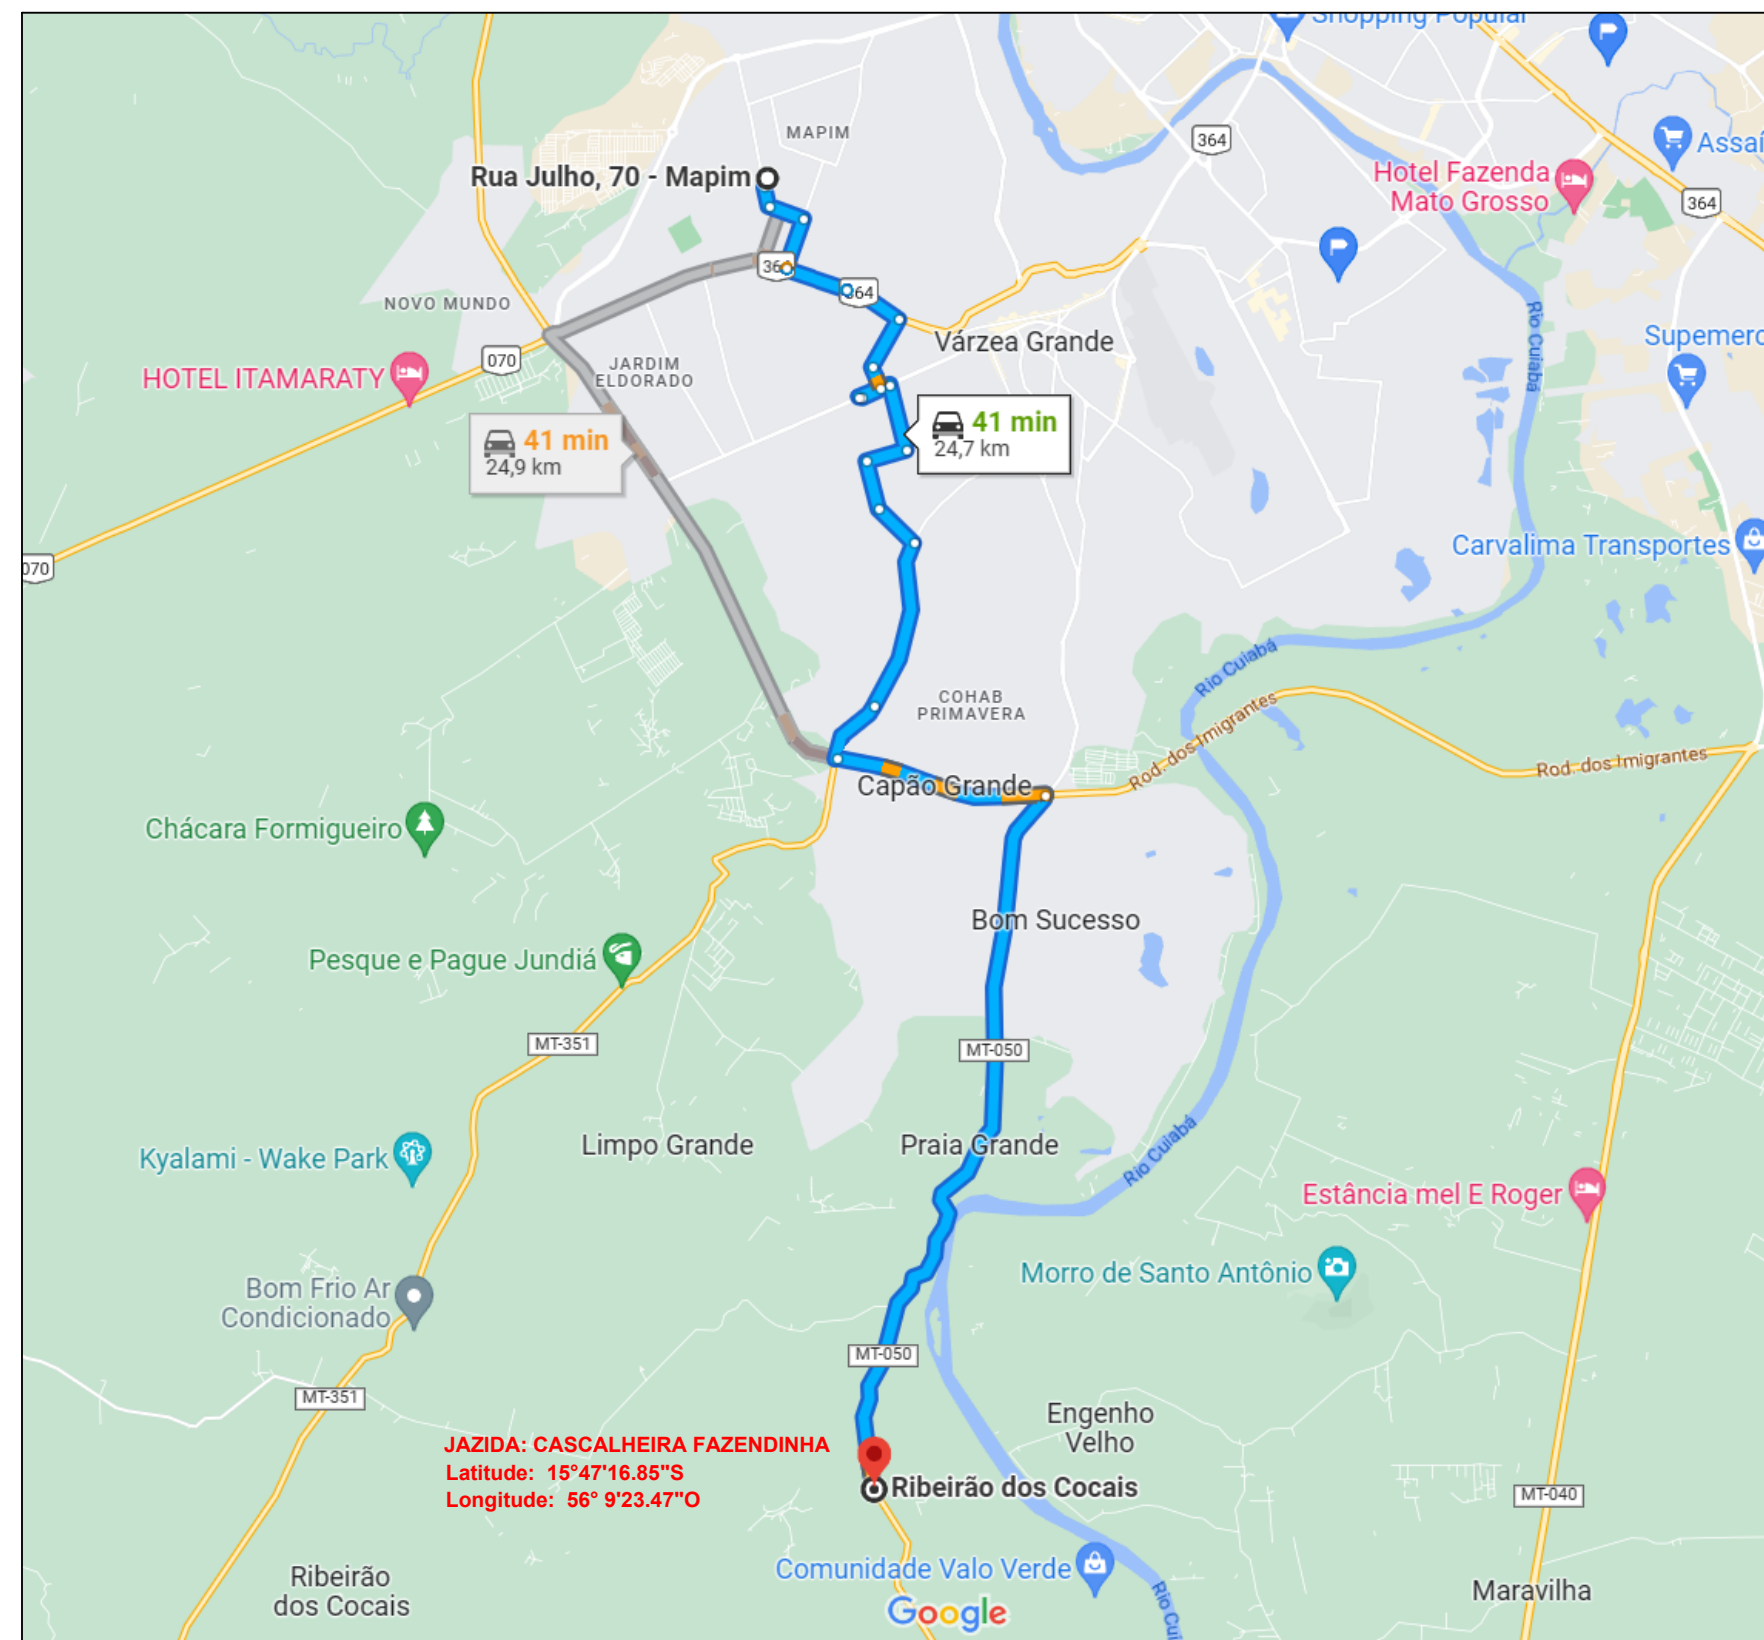 Shopping Popular
MAPIM
364
Assaí
Rua Julho, 70 - Mapim
Hotel Fazenda
Mato Grosso
364
364
364
NOVO MUNDO
Rio Cuiabá
Várzea Grande
Supemerc
070
JARDIM
ELDORADO
HOTEL ITAMARATY
41 min
24,7 km
41 min
24,9 km
Carvalima Transportes
070
Rio Cuiabá
COHAB
PRIMAVERA
Rod. dos Imigrantes
Rod. dos Imigrantes
Capão Grande
Chácara Formigueiro
Bom Sucesso
Pesque e Pague Jundiá
MT-351
MT-050
Rio Cuiabá
Limpo Grande
Praia Grande
Kyalami - Wake Park
Estância mel E Roger
Morro de Santo Antônio
Bom Frio Ar
Condicionado
MT-050
MT-351
Engenho
Velho
JAZIDA: CASCALHEIRA FAZENDINHA
Latitude: 15°47'16.85"S
Longitude: 56° 9'23.47"O
Ribeirão dos Cocais
MT-040
Comunidade Valo Verde
Ribeirão
dos Cocais
Maravilha
Google
Rio Cui